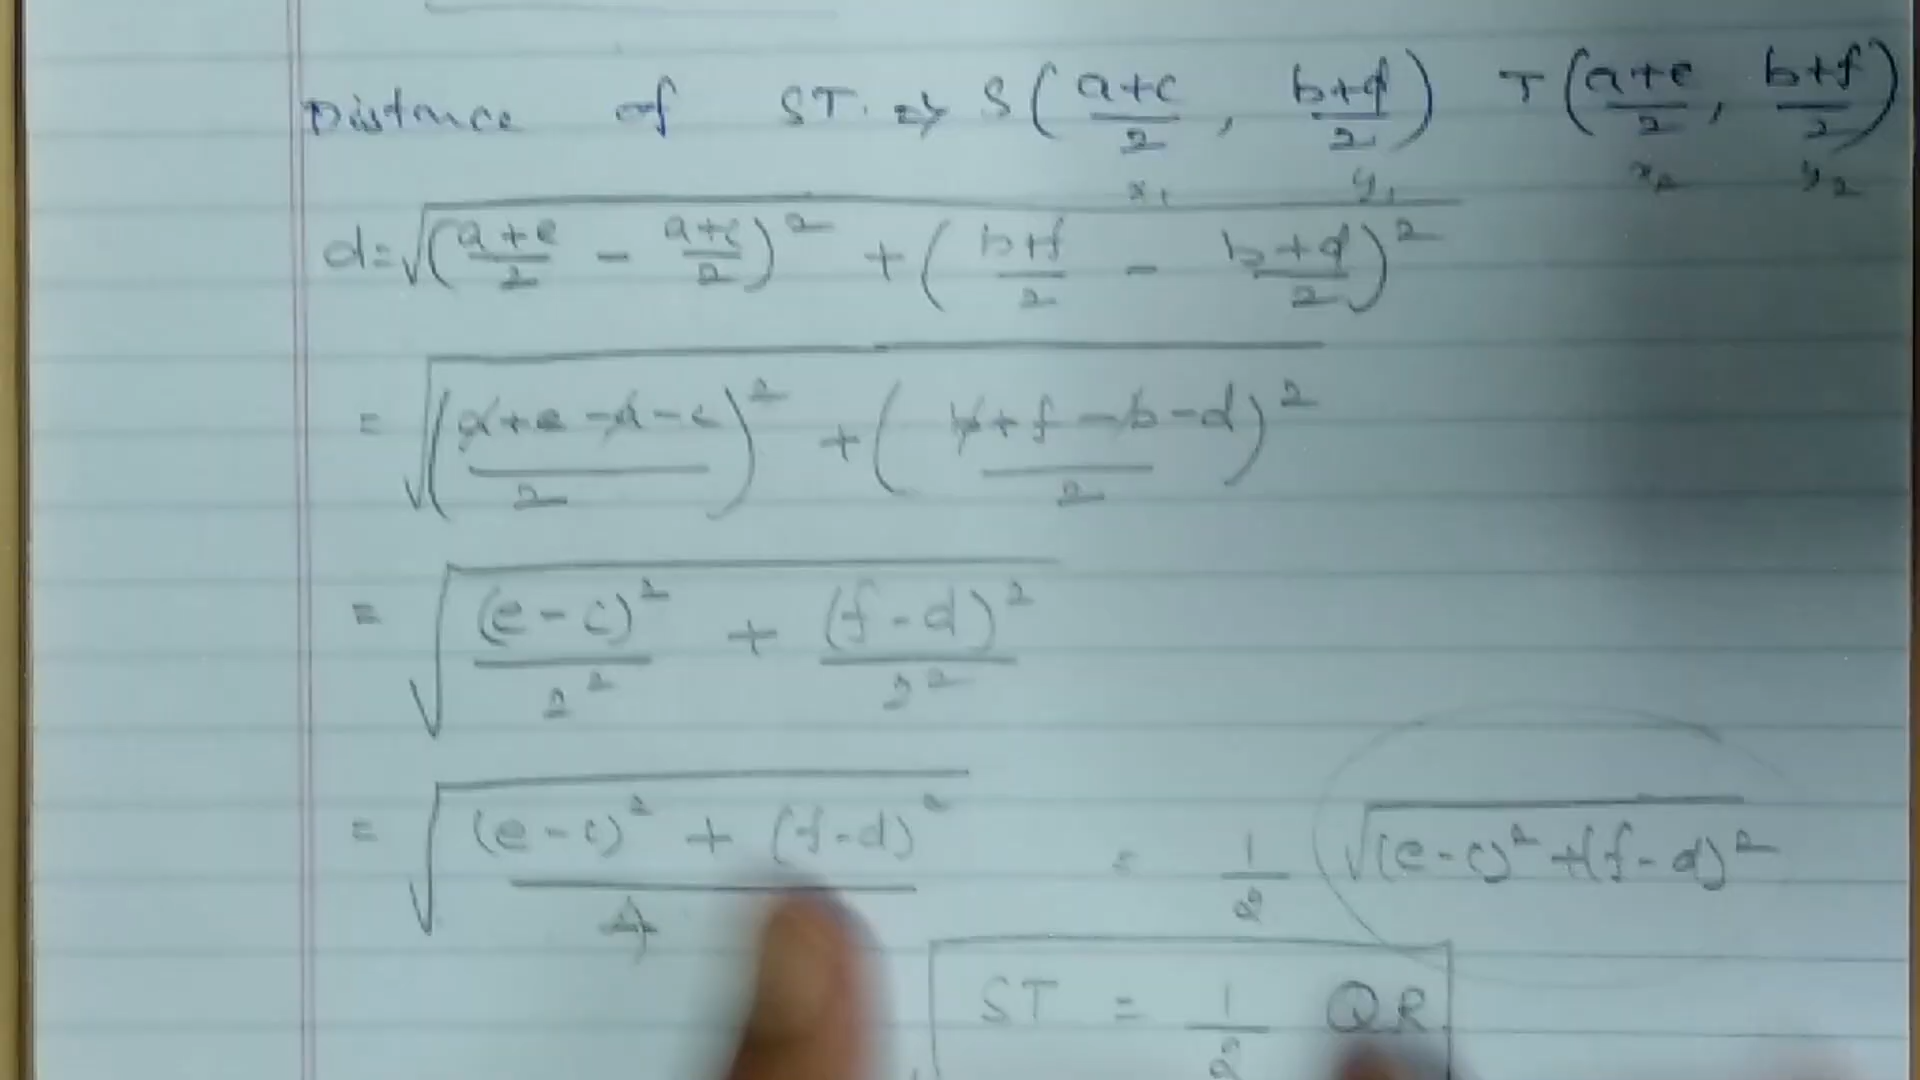 Distance of ST ⇒ S((a+c)/2, (b+d)/2) T((a+e)/2, (b+f)/2)
x₁ y₁ x₂ y₂
d = √(((a+e)/2 - (a+c)/2)² + ((b+f)/2 - (b+d)/2)²)
= √(((a+e-a-c)/2)² + ((b+f-b-d)/2)²)
= √((e-c)²/2² + (f-d)²/2²)
= √(((e-c)² + (f-d)²)/4) = 1/2 √((e-c)² + (f-d)²)
ST = 1/2 QR